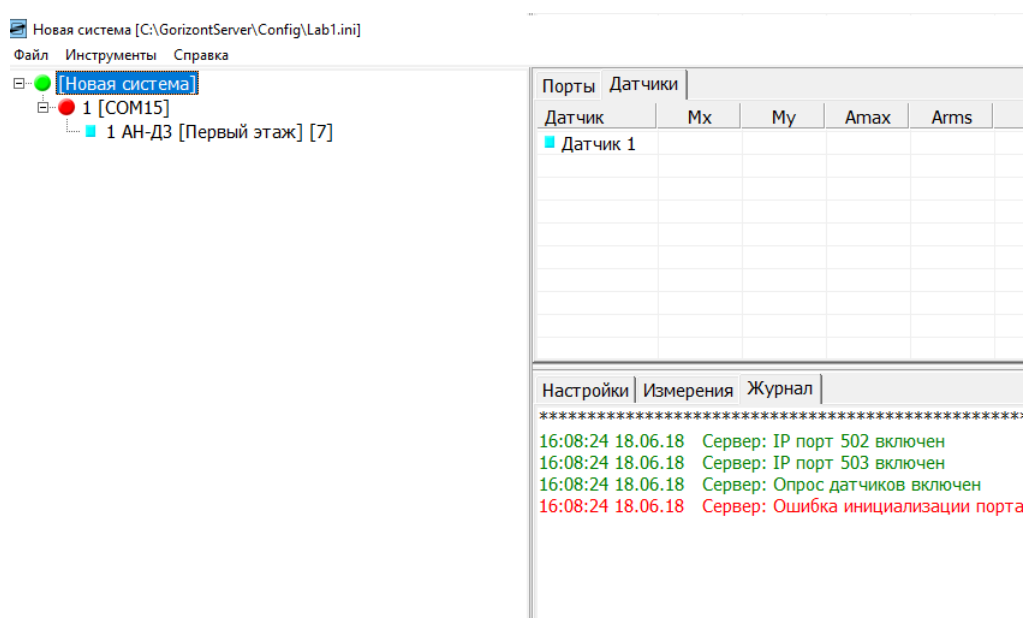 Новая система [C:\GorizontServer\Config\Lab1.ini]
Файл Инструменты Справка
[Новая система]
1 [COM15]
1 АН-Д3 [Первый этаж] [7]
Порты Датчики
Датчик Mx My Amax Arms
Датчик 1
Настройки Измерения Журнал
**************************************************
16:08:24 18.06.18 Сервер: IP порт 502 включен
16:08:24 18.06.18 Сервер: IP порт 503 включен
16:08:24 18.06.18 Сервер: Опрос датчиков включен
16:08:24 18.06.18 Сервер: Ошибка инициализации порта